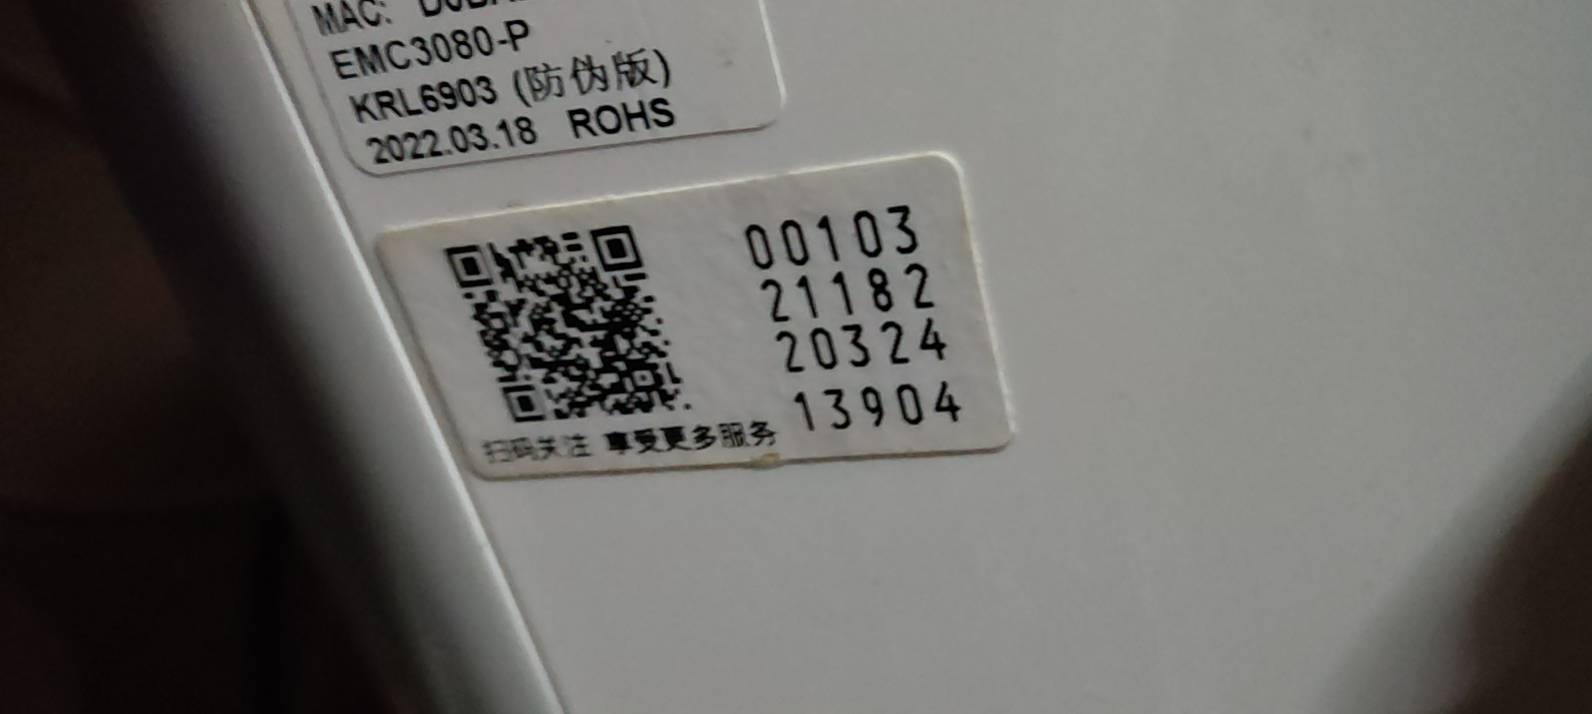 MAC:
EMC3080-P
KRL6903 (防伪版)
2022.03.18 ROHS
00103
21182
20324
13904
扫码关注 享受更多服务